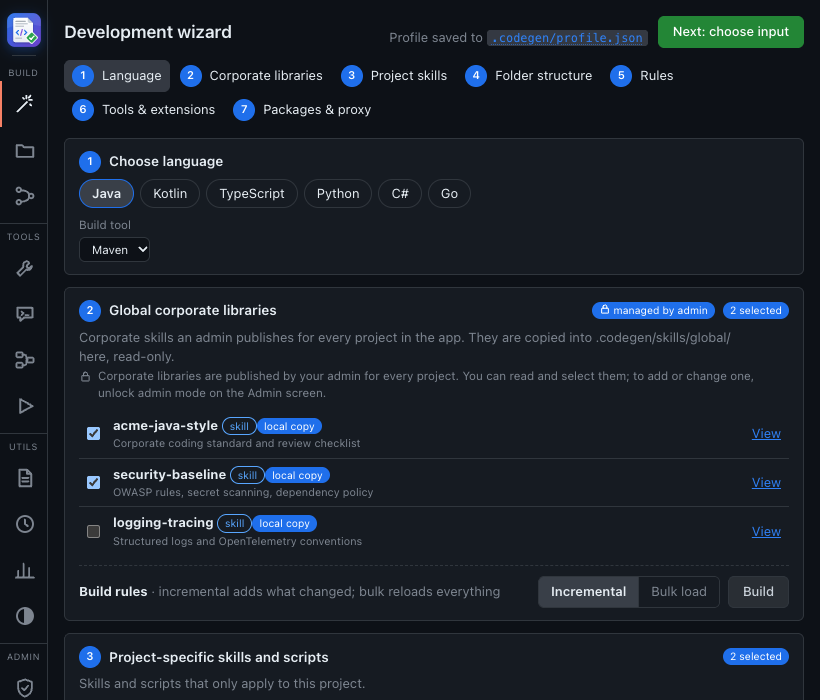 Development wizard
Profile saved to .codegen/profile.json
Next: choose input
BUILD
1 Language
2 Corporate libraries
3 Project skills
4 Folder structure
5 Rules
6 Tools & extensions
7 Packages & proxy
1 Choose language
Java
Kotlin
TypeScript
Python
C#
Go
Build tool
Maven
TOOLS
2 Global corporate libraries
managed by admin
2 selected
Corporate skills an admin publishes for every project in the app. They are copied into .codegen/skills/global/
here, read-only.
Corporate libraries are published by your admin for every project. You can read and select them; to add or change one,
unlock admin mode on the Admin screen.
acme-java-style skill local copy
Corporate coding standard and review checklist
View
UTILS
security-baseline skill local copy
OWASP rules, secret scanning, dependency policy
View
logging-tracing skill local copy
Structured logs and OpenTelemetry conventions
View
Build rules · incremental adds what changed; bulk reloads everything
Incremental
Bulk load
Build
ADMIN
3 Project-specific skills and scripts
2 selected
Skills and scripts that only apply to this project.